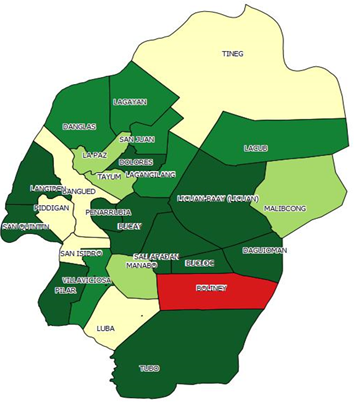 TINEG
LAGAYAN
DANGLAS
SAN JUAN
LACUB
LA PAZ
DOLORES
LAGANGILANG
TAYUM
LANGIDEN
BANGUED
LICUAN-BAAY (LICUAN)
PIDDIGAN
PENARRUBIA
MALIBCONG
SAN QUINTIN
BUCAY
SAN ISIDRO
DAGUIOMAN
SALLAPADAN
MANABO
BUCLOC
VILLAVICIOSA
PILAR
BOLINEY
LUBA
TUBO